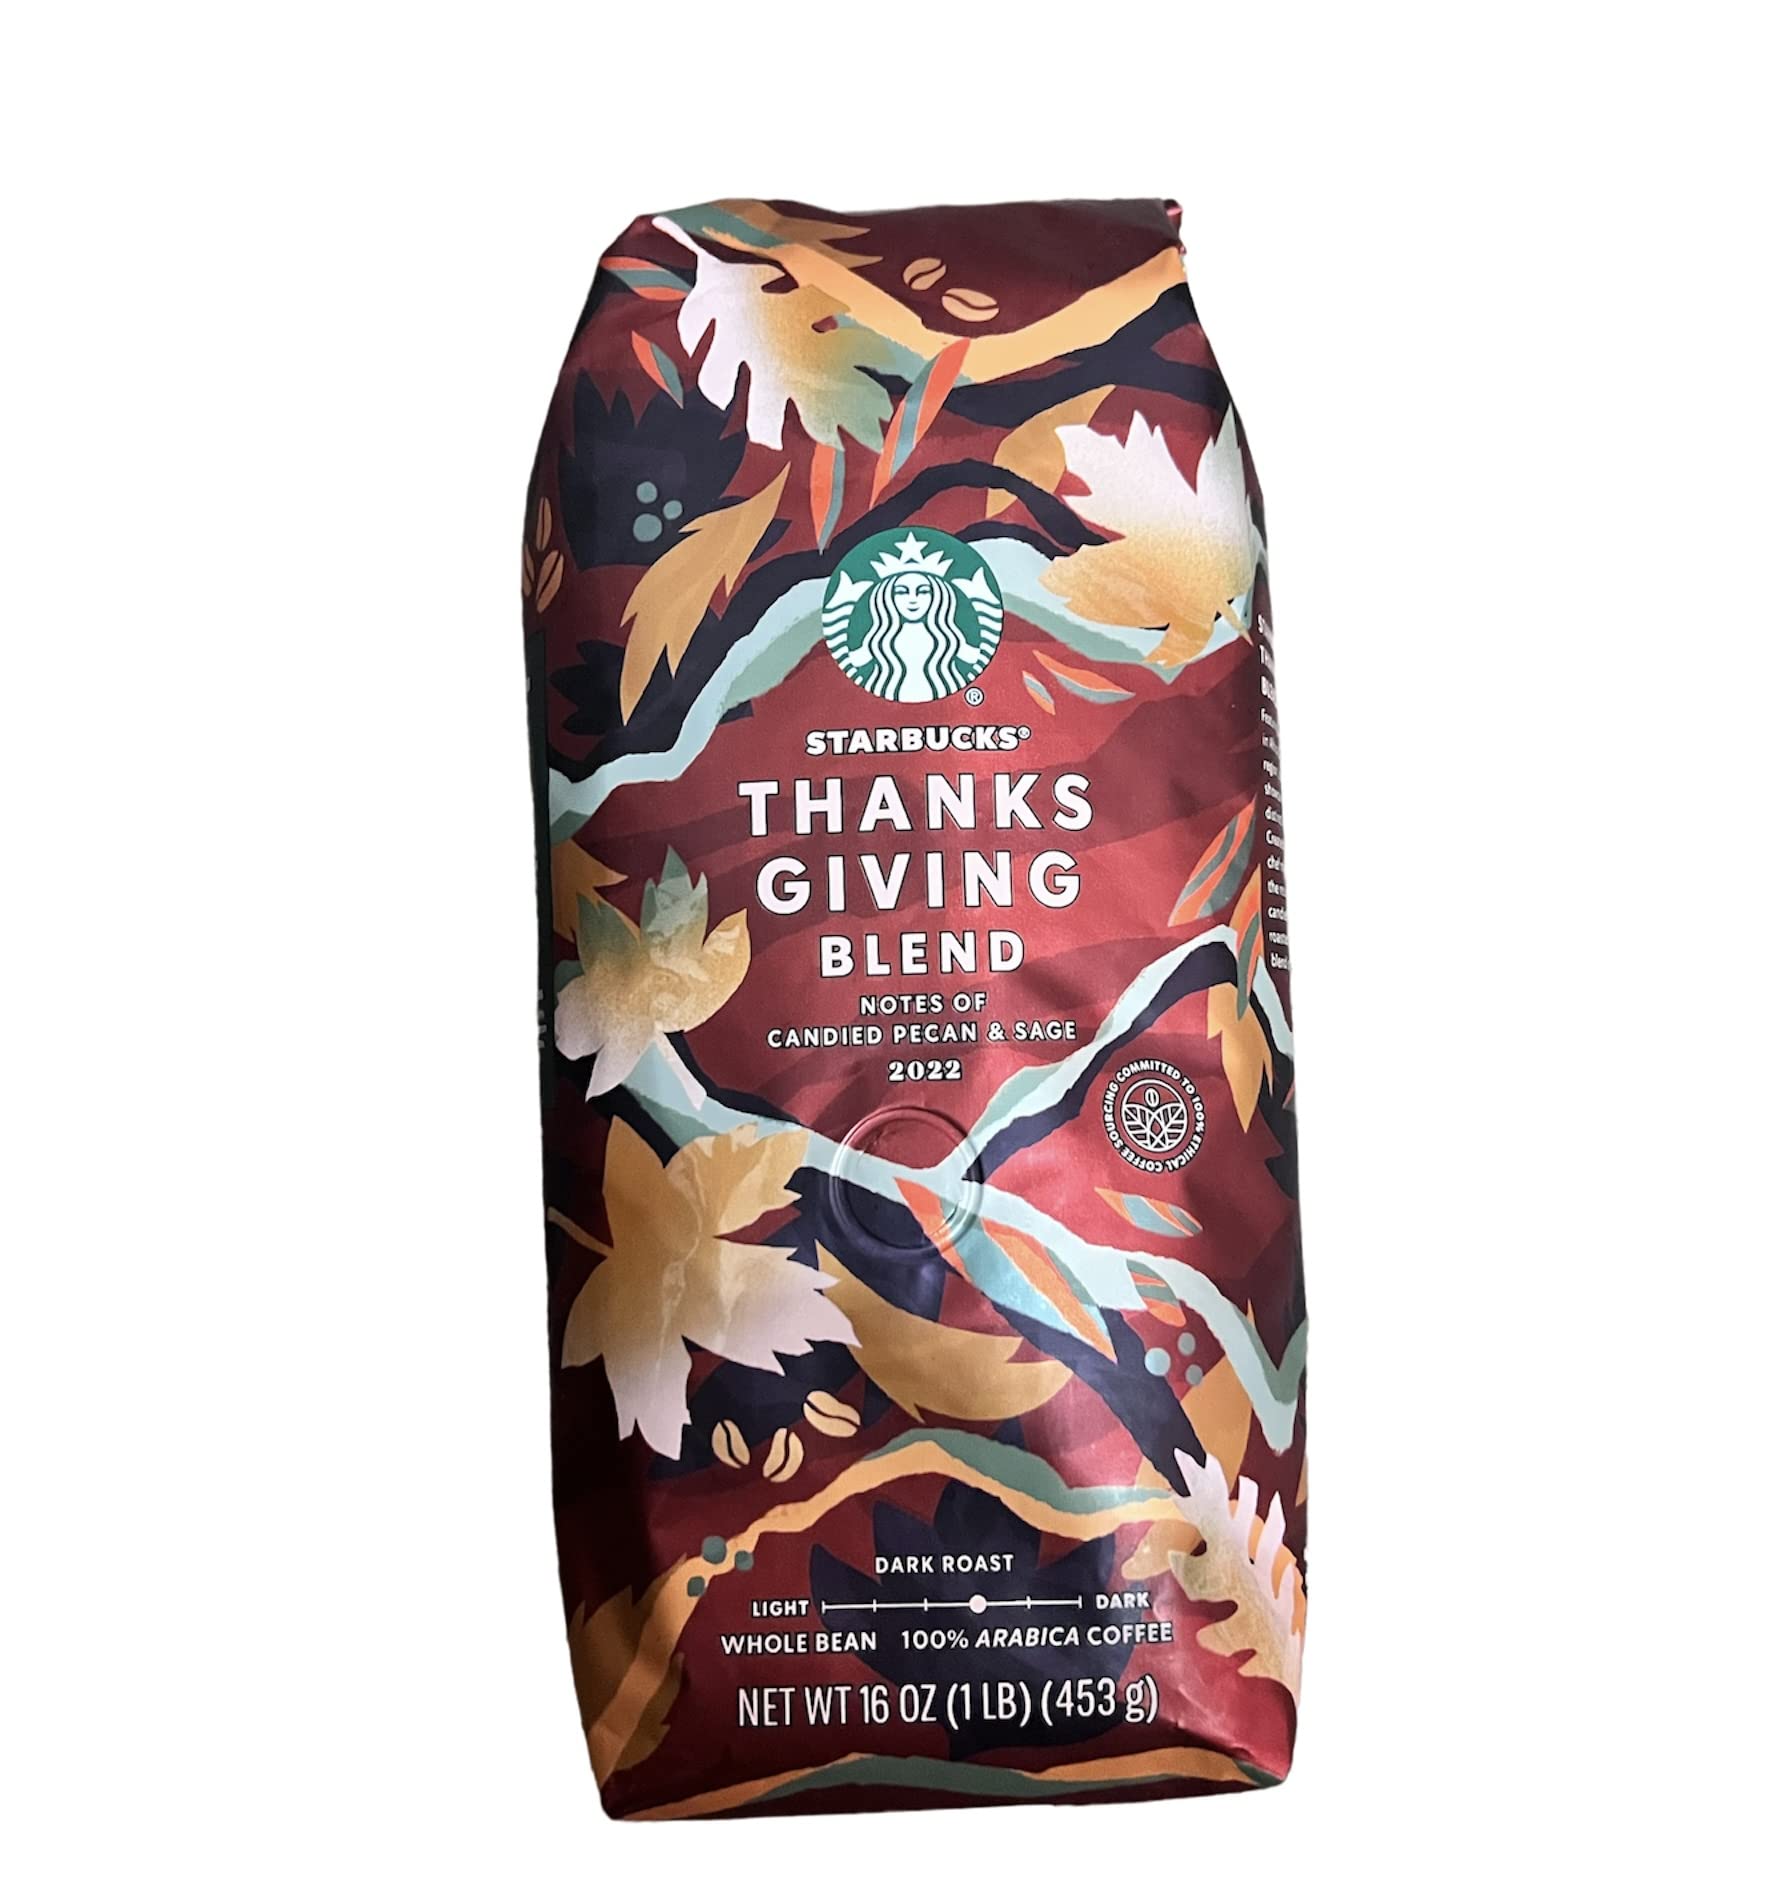 STARBUCKS®
THANKS
GIVING
BLEND
NOTES OF
CANDIED PECAN & SAGE
2022
COMMITTED TO 100% ETHICAL COFFEE SOURCING
DARK ROAST
LIGHT DARK
WHOLE BEAN 100% ARABICA COFFEE
NET WT 16 OZ (1 LB) (453 g)